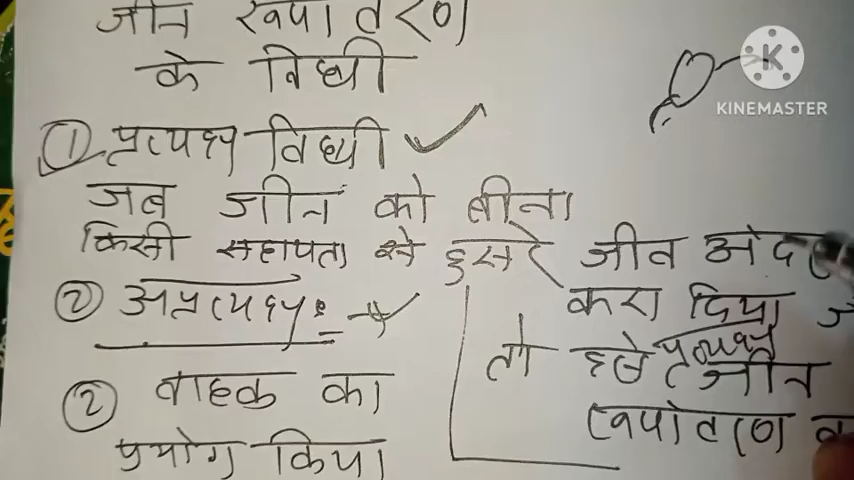 जीन रूपांतरण
के विधी
① प्रत्यक्ष विधी
जब जीन को बीना
किसी सहायता से दुसरे जीन अंदर
करा दिया
तो इसे प्रत्यक्ष जीन
रूपांतरण
② अप्रत्यक्ष :-
② वाहक का
प्रयोग किया
KINEMASTER